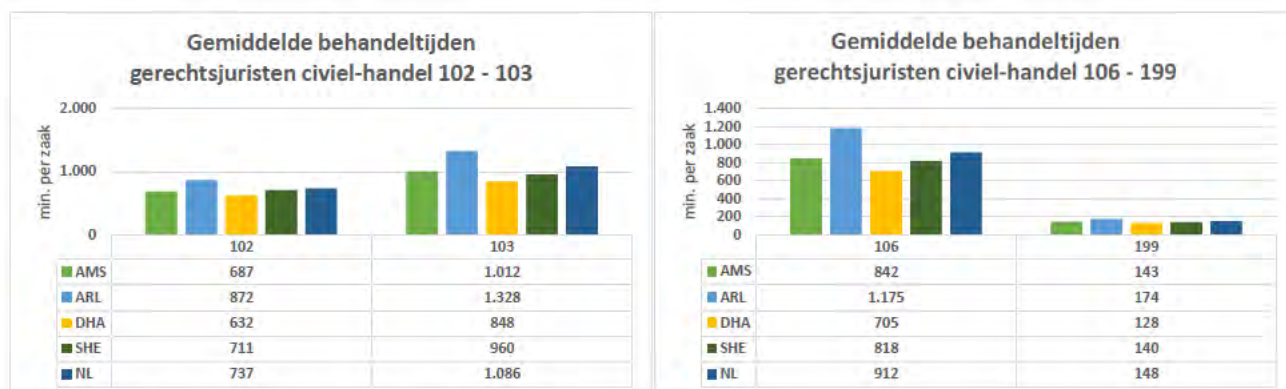 Gemiddelde behandeltijden
gerechtsjuristen civiel-handel 102 - 103
min. per zaak
2.000
1.000
0
102 103
AMS 687 1.012
ARL 872 1.328
DHA 632 848
SHE 711 960
NL 737 1.086
Gemiddelde behandeltijden
gerechtsjuristen civiel-handel 106 - 199
min. per zaak
1.400
1.200
1.000
800
600
400
200
0
106 199
AMS 842 143
ARL 1.175 174
DHA 705 128
SHE 818 140
NL 912 148